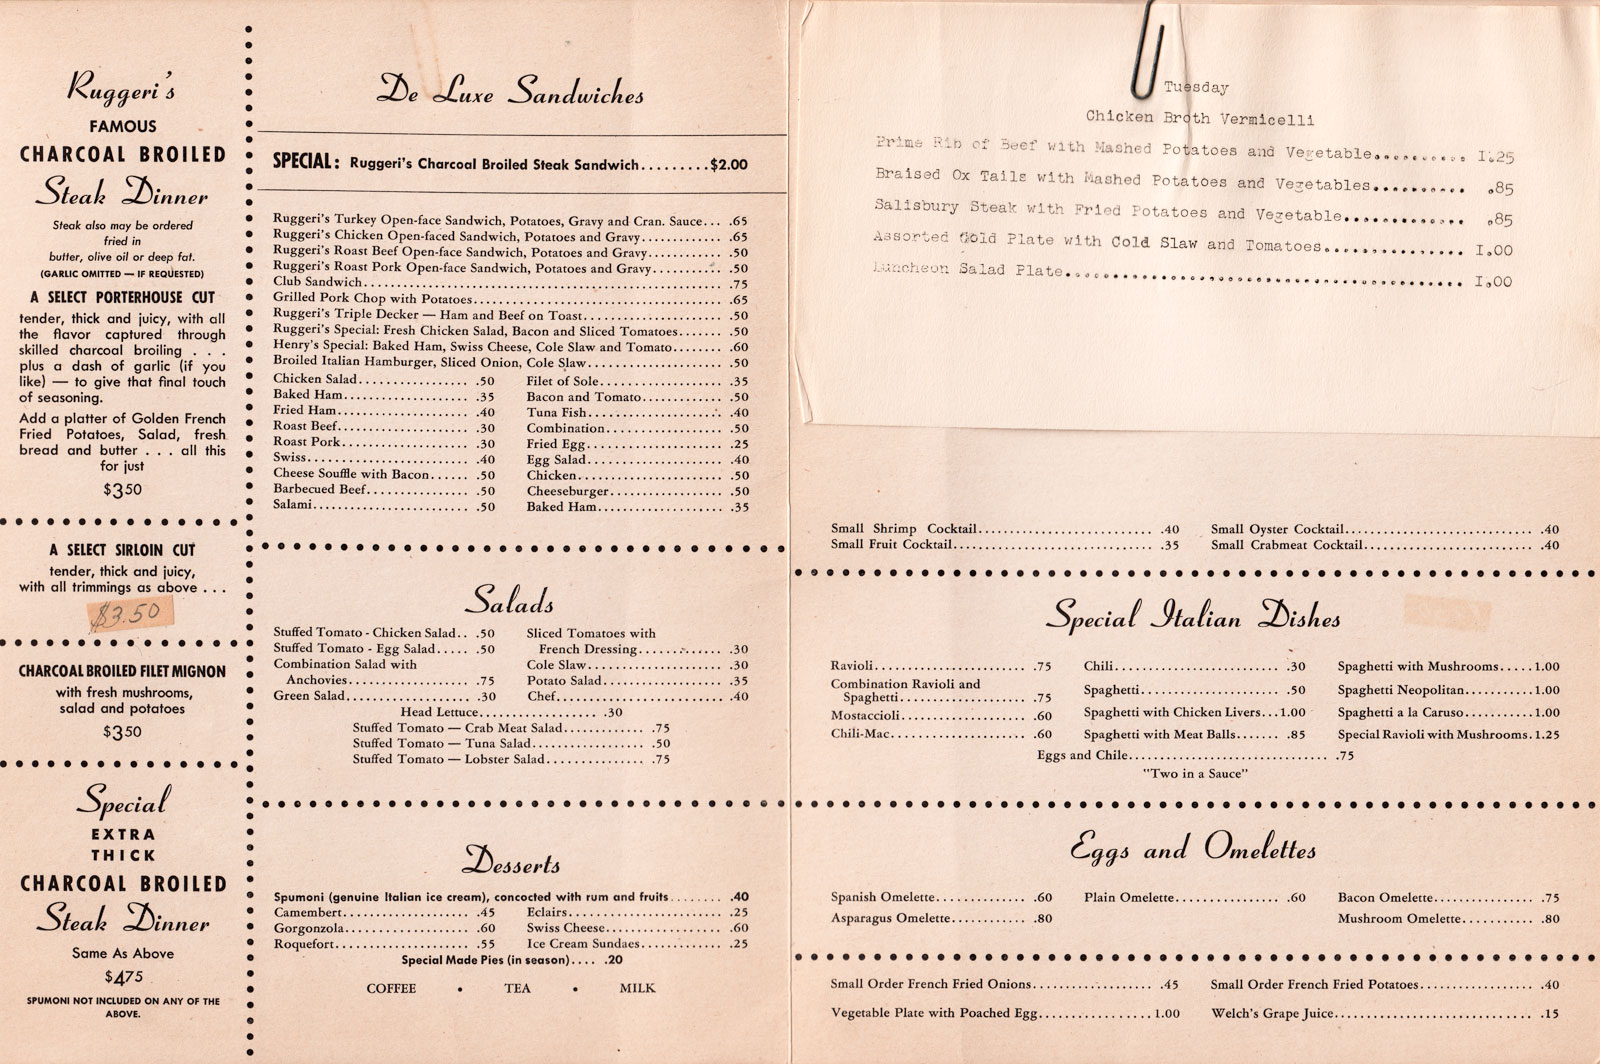 Ruggeri's
FAMOUS
CHARCOAL BROILED
Steak Dinner
Steak also may be ordered
fried in
butter, olive oil or deep fat.
(GARLIC OMITTED — IF REQUESTED)
A SELECT PORTERHOUSE CUT
tender, thick and juicy, with all
the flavor captured through
skilled charcoal broiling . . .
plus a dash of garlic (if you
like) — to give that final touch
of seasoning.
Add a platter of Golden French
Fried Potatoes, Salad, fresh
bread and butter . . . all this
for just
$3.50
A SELECT SIRLOIN CUT
tender, thick and juicy,
with all trimmings as above . . .
$3.50
CHARCOAL BROILED FILET MIGNON
with fresh mushrooms,
salad and potatoes
$3.50
Special
EXTRA
THICK
CHARCOAL BROILED
Steak Dinner
Same As Above
$4.75
SPUMONI NOT INCLUDED ON ANY OF THE
ABOVE.
De Luxe Sandwiches
SPECIAL: Ruggeri's Charcoal Broiled Steak Sandwich.........$2.00
Ruggeri's Turkey Open-face Sandwich, Potatoes, Gravy and Cran. Sauce... .65
Ruggeri's Chicken Open-faced Sandwich, Potatoes and Gravy............. .65
Ruggeri's Roast Beef Open-face Sandwich, Potatoes and Gravy............ .50
Ruggeri's Roast Pork Open-face Sandwich, Potatoes and Gravy............ .50
Club Sandwich............ .75
Grilled Pork Chop with Potatoes............ .65
Ruggeri's Triple Decker — Ham and Beef on Toast............ .50
Ruggeri's Special: Fresh Chicken Salad, Bacon and Sliced Tomatoes....... .50
Henry's Special: Baked Ham, Swiss Cheese, Cole Slaw and Tomato........ .60
Broiled Italian Hamburger, Sliced Onion, Cole Slaw............ .50
Chicken Salad............ .50 Filet of Sole............ .35
Baked Ham............ .35 Bacon and Tomato............ .50
Fried Ham............ .40 Tuna Fish............ .40
Roast Beef............ .30 Combination............ .50
Roast Pork............ .30 Fried Egg............ .25
Swiss............ .40 Egg Salad............ .40
Cheese Souffle with Bacon...... .50 Chicken............ .50
Barbecued Beef............ .50 Cheeseburger............ .50
Salami............ .50 Baked Ham............ .35
Salads
Stuffed Tomato - Chicken Salad.. .50 Sliced Tomatoes with
Stuffed Tomato - Egg Salad..... .50 French Dressing............ .30
Combination Salad with Cole Slaw............ .30
Anchovies............ .75 Potato Salad............ .35
Green Salad............ .30 Chef............ .40
Head Lettuce............ .30
Stuffed Tomato — Crab Meat Salad............ .75
Stuffed Tomato — Tuna Salad............ .50
Stuffed Tomato — Lobster Salad............ .75
Desserts
Spumoni (genuine Italian ice cream), concocted with rum and fruits......... .40
Camembert............ .45 Eclairs............ .25
Gorgonzola............ .60 Swiss Cheese............ .60
Roquefort............ .55 Ice Cream Sundaes............ .25
Special Made Pies (in season).... .20
COFFEE • TEA • MILK
Tuesday
Chicken Broth Vermicelli
Prime Rib of Beef with Mashed Potatoes and Vegetable............ I.25
Braised Ox Tails with Mashed Potatoes and Vegetables........... .85
Salisbury Steak with Fried Potatoes and Vegetable............ .85
Assorted Gold Plate with Cold Slaw and Tomatoes............ I.00
Luncheon Salad Plate............ I.00
Small Shrimp Cocktail............ .40 Small Oyster Cocktail............ .40
Small Fruit Cocktail............ .35 Small Crabmeat Cocktail............ .40
Special Italian Dishes
Ravioli............ .75 Chili............ .30 Spaghetti with Mushrooms.....1.00
Combination Ravioli and
Spaghetti............ .75 Spaghetti............ .50 Spaghetti Neopolitan..........1.00
Mostaccioli............ .60 Spaghetti with Chicken Livers...1.00 Spaghetti a la Caruso..........1.00
Chili-Mac............ .60 Spaghetti with Meat Balls....... .85 Special Ravioli with Mushrooms.1.25
Eggs and Chile............ .75
"Two in a Sauce"
Eggs and Omelettes
Spanish Omelette............ .60 Plain Omelette............ .60 Bacon Omelette............ .75
Asparagus Omelette............ .80 Mushroom Omelette............ .80
Small Order French Fried Onions............ .45 Small Order French Fried Potatoes............ .40
Vegetable Plate with Poached Egg............1.00 Welch's Grape Juice............ .15